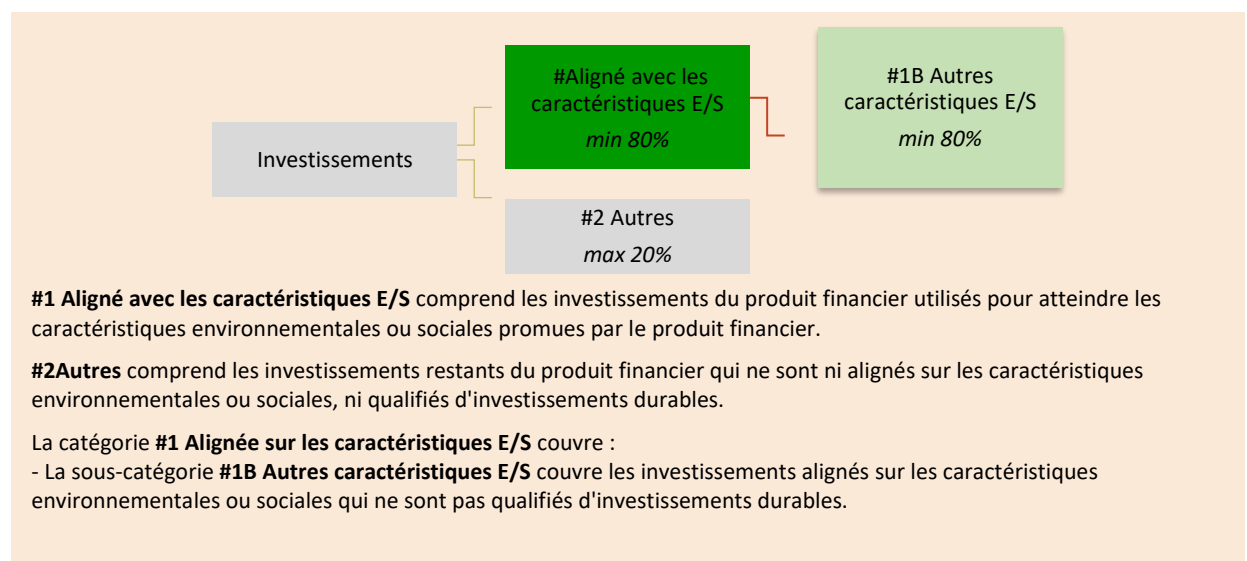 #Aligné avec les
caractéristiques E/S
min 80%
#1B Autres
caractéristiques E/S
min 80%
Investissements
#2 Autres
max 20%
#1 Aligné avec les caractéristiques E/S comprend les investissements du produit financier utilisés pour atteindre les
caractéristiques environnementales ou sociales promues par le produit financier.
#2Autres comprend les investissements restants du produit financier qui ne sont ni alignés sur les caractéristiques
environnementales ou sociales, ni qualifiés d'investissements durables.
La catégorie #1 Alignée sur les caractéristiques E/S couvre :
- La sous-catégorie #1B Autres caractéristiques E/S couvre les investissements alignés sur les caractéristiques
environnementales ou sociales qui ne sont pas qualifiés d'investissements durables.